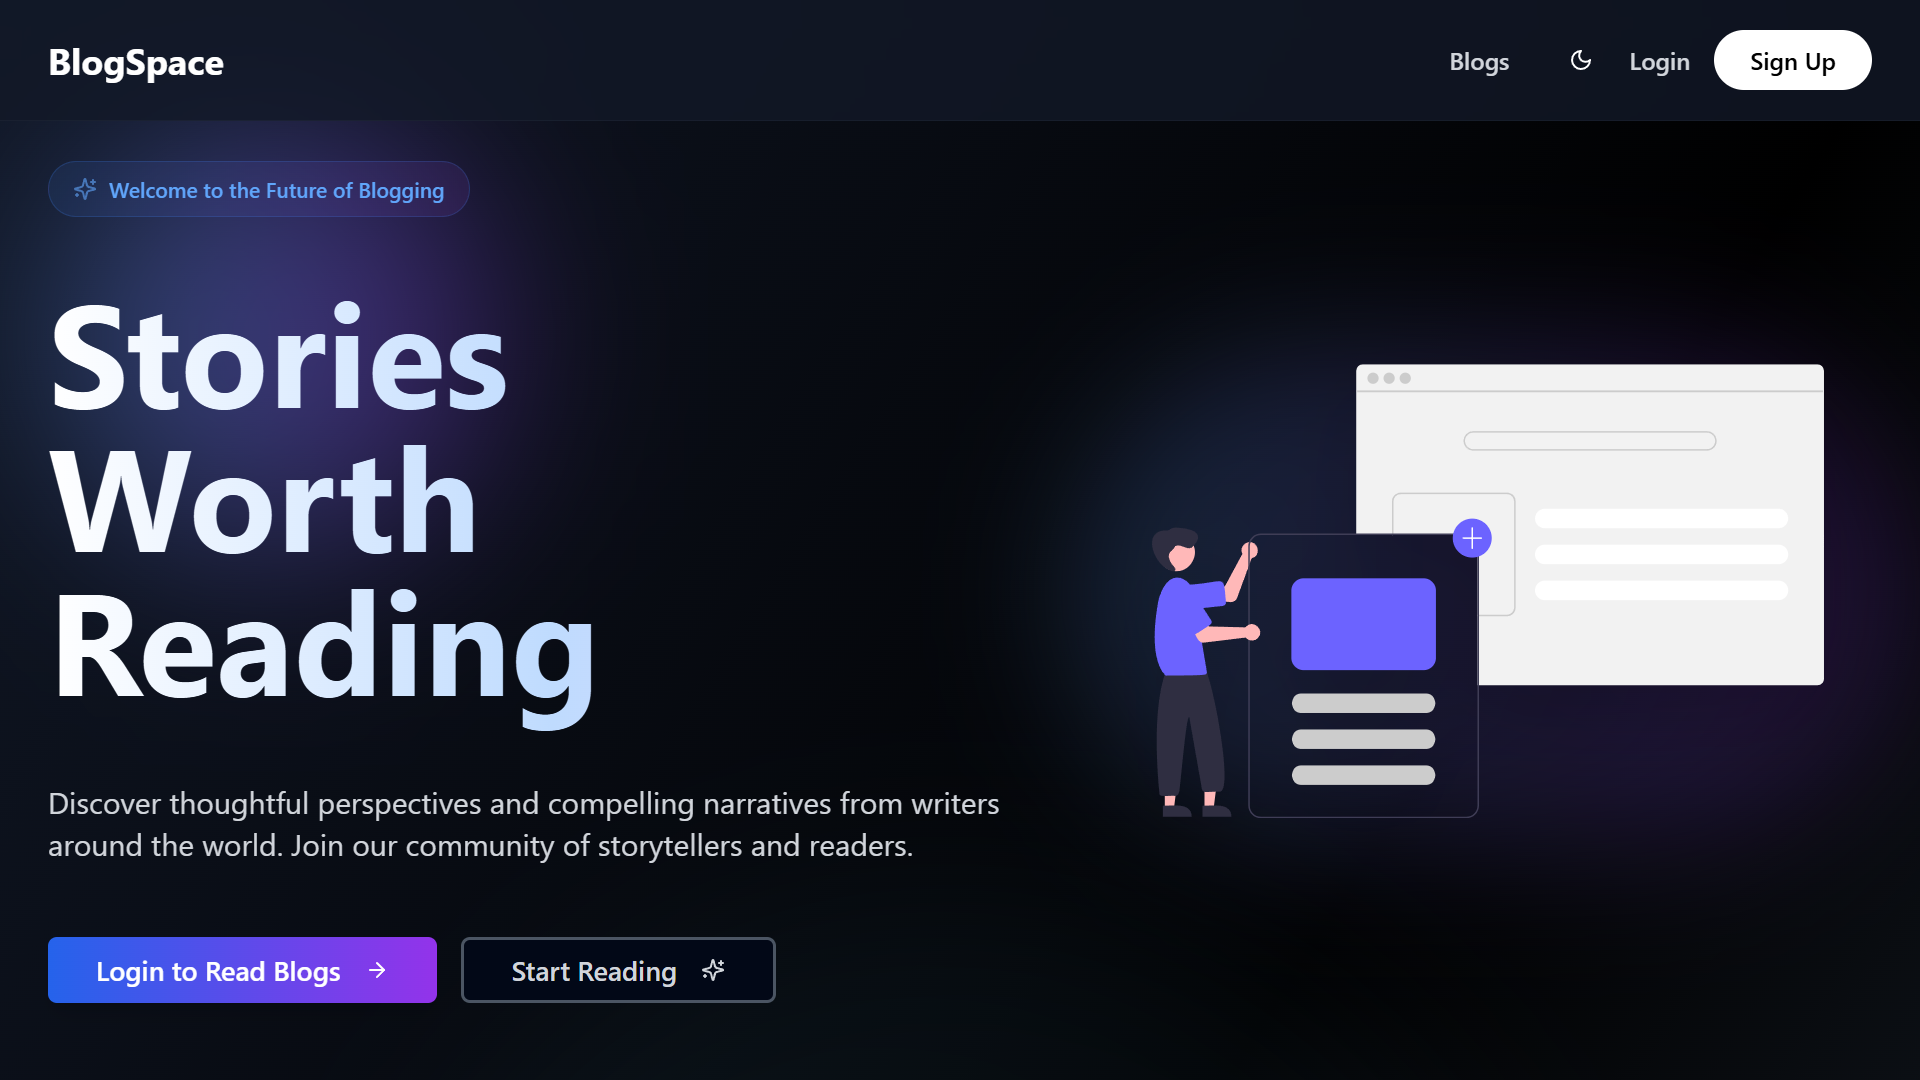 BlogSpace
Blogs
Login
Sign Up
Welcome to the Future of Blogging
Stories
Worth
Reading
Discover thoughtful perspectives and compelling narratives from writers
around the world. Join our community of storytellers and readers.
Login to Read Blogs
Start Reading